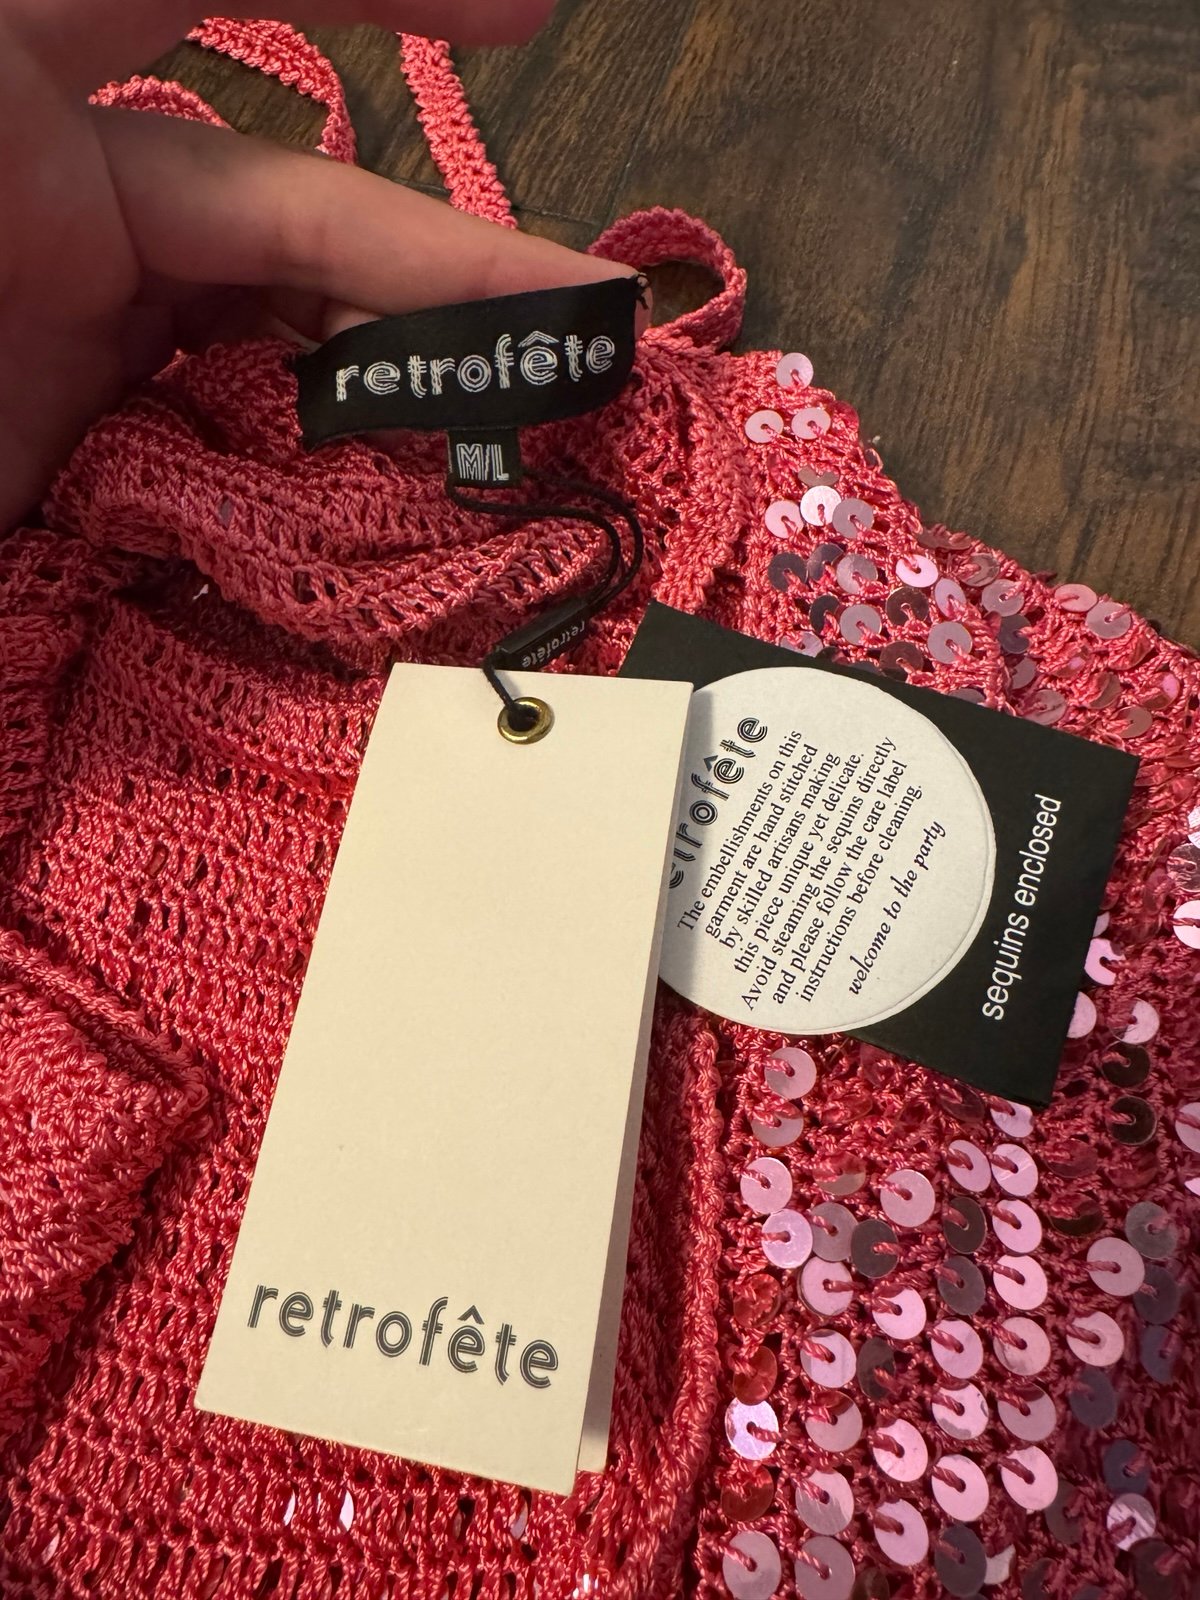 retrofête
M/L
retrofête
retrofête
The embellishments on this
garment are hand stitched
by skilled artisans making
this piece unique yet delicate.
Avoid steaming the sequins directly
and please follow the care label
instructions before cleaning.
welcome to the party
sequins enclosed
retrofête